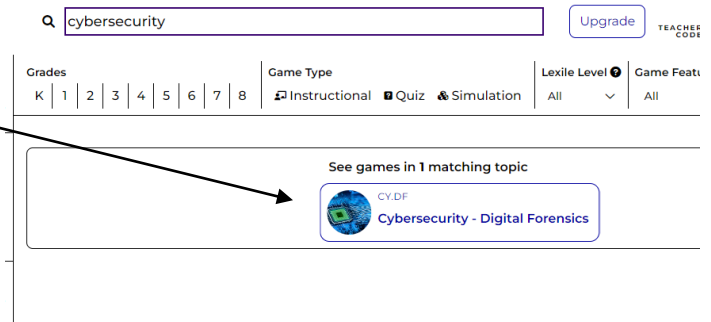 cybersecurity
Upgrade
TEACHER
CODE
Grades
K 1 2 3 4 5 6 7 8
Game Type
Instructional Quiz Simulation
Lexile Level ?
All
Game Featu
All
See games in 1 matching topic
CY.DF
Cybersecurity - Digital Forensics